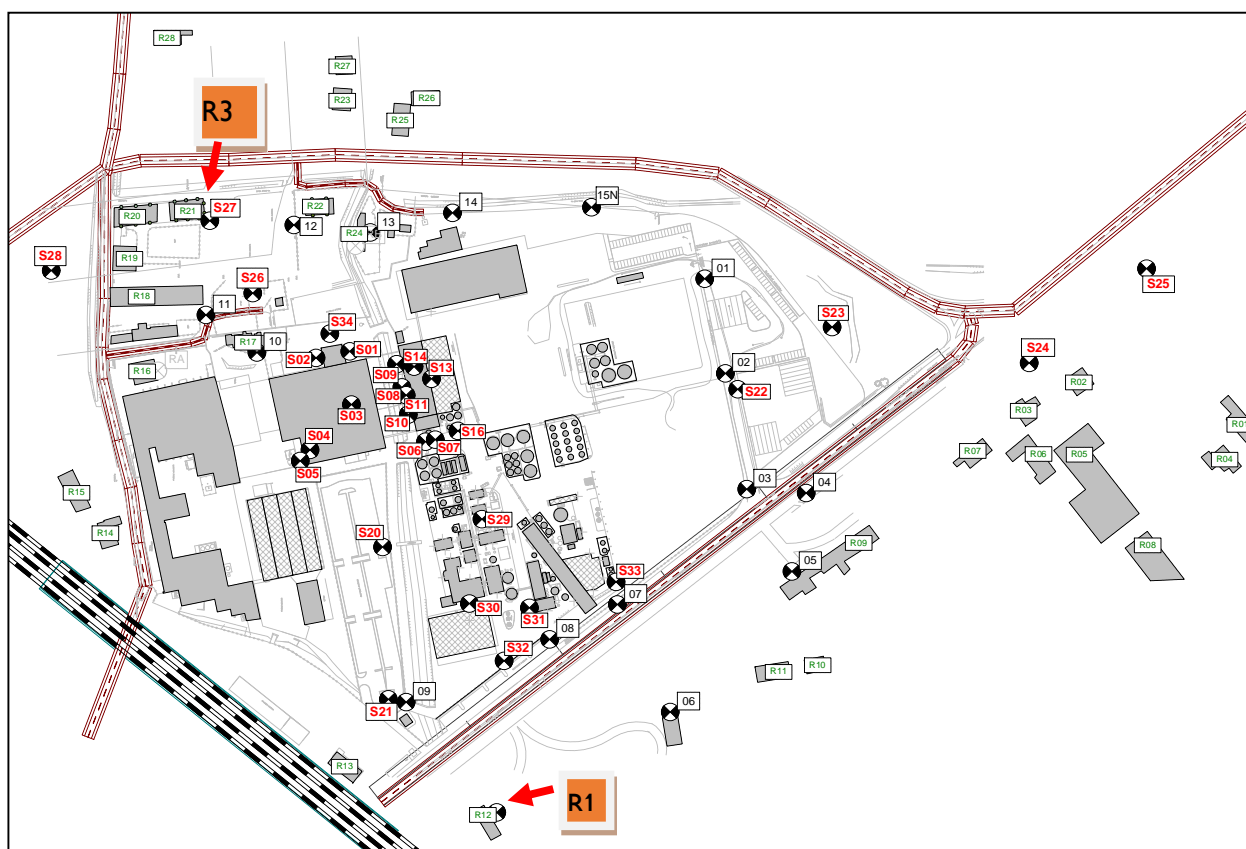 R28
R27
R23
R26
R25
R3
R20
R21
S27
R22
12
R24
13
14
15N
S28
R19
S26
R18
11
01
S25
S23
S34
R17
10
S02
S01
RA
R16
S14
S13
S09
S08
S11
S10
S03
02
S22
S24
R02
R03
R01
S04
S05
S06
S07
S16
R07
R06
R05
R04
R15
R14
03
04
S29
S20
R09
R08
05
S33
07
S30
S31
08
S32
R11
R10
S21
09
06
R13
R12
R1